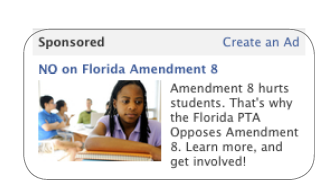 Sponsored Create an Ad
NO on Florida Amendment 8
Amendment 8 hurts
students. That's why
the Florida PTA
Opposes Amendment
8. Learn more, and
get involved!